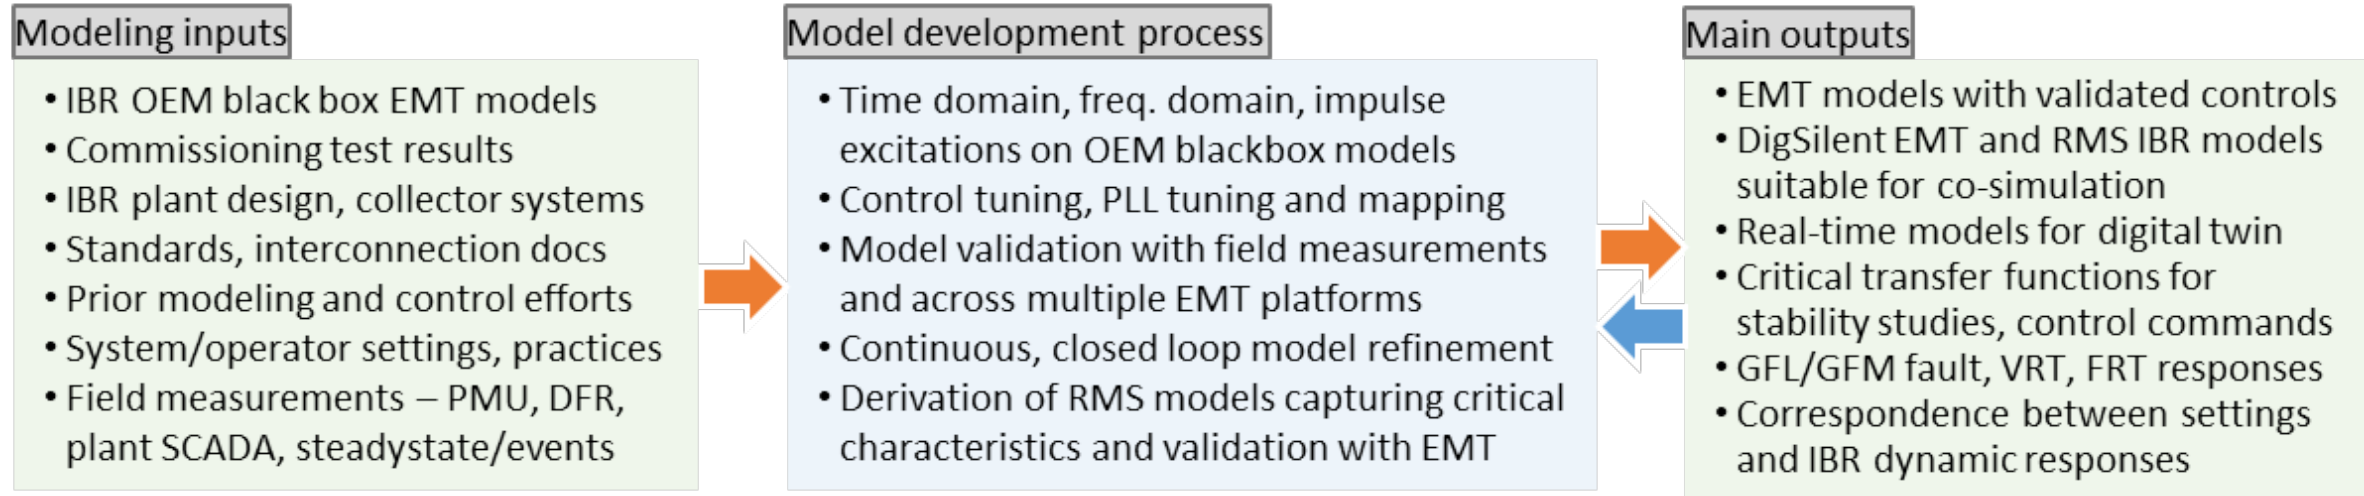 Modeling inputs
• IBR OEM black box EMT models
• Commissioning test results
• IBR plant design, collector systems
• Standards, interconnection docs
• Prior modeling and control efforts
• System/operator settings, practices
• Field measurements – PMU, DFR,
plant SCADA, steadystate/events
Model development process
• Time domain, freq. domain, impulse
excitations on OEM blackbox models
• Control tuning, PLL tuning and mapping
• Model validation with field measurements
and across multiple EMT platforms
• Continuous, closed loop model refinement
• Derivation of RMS models capturing critical
characteristics and validation with EMT
Main outputs
• EMT models with validated controls
• DigSilent EMT and RMS IBR models
suitable for co-simulation
• Real-time models for digital twin
• Critical transfer functions for
stability studies, control commands
• GFL/GFM fault, VRT, FRT responses
• Correspondence between settings
and IBR dynamic responses